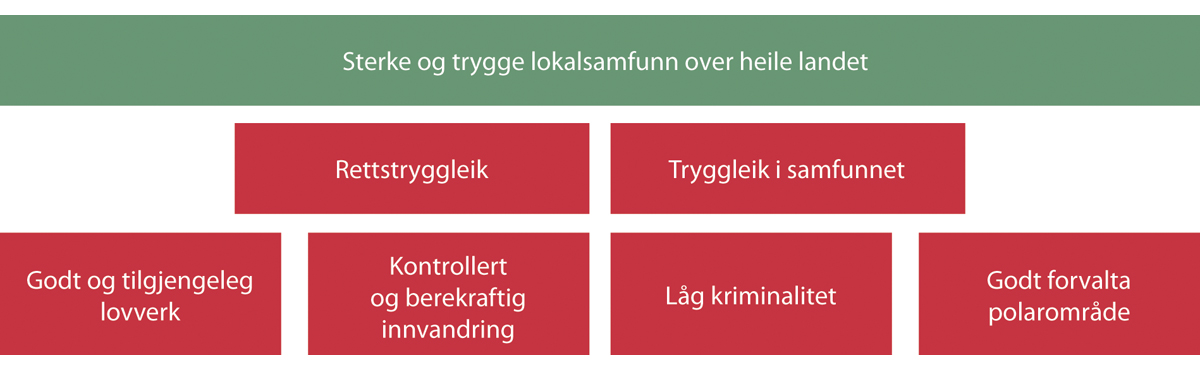 Sterke og trygge lokalsamfunn over heile landet
Rettstryggleik
Tryggleik i samfunnet
Godt og tilgjengeleg
lovverk
Kontrollert
og berekraftig
innvandring
Låg kriminalitet
Godt forvalta
polarområde